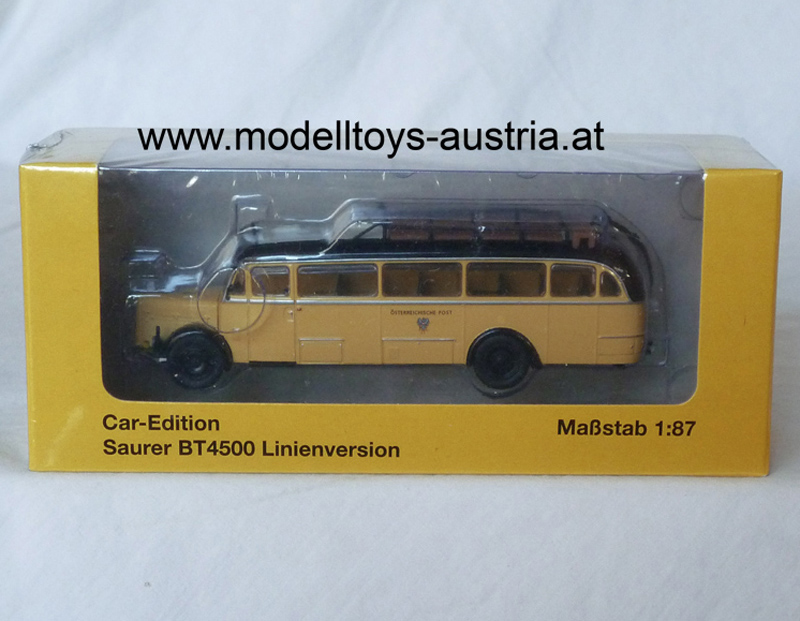 www.modelltoys-austria.at
ÖSTERREICHISCHE POST
Car-Edition
Maßstab 1:87
Saurer BT4500 Linienversion